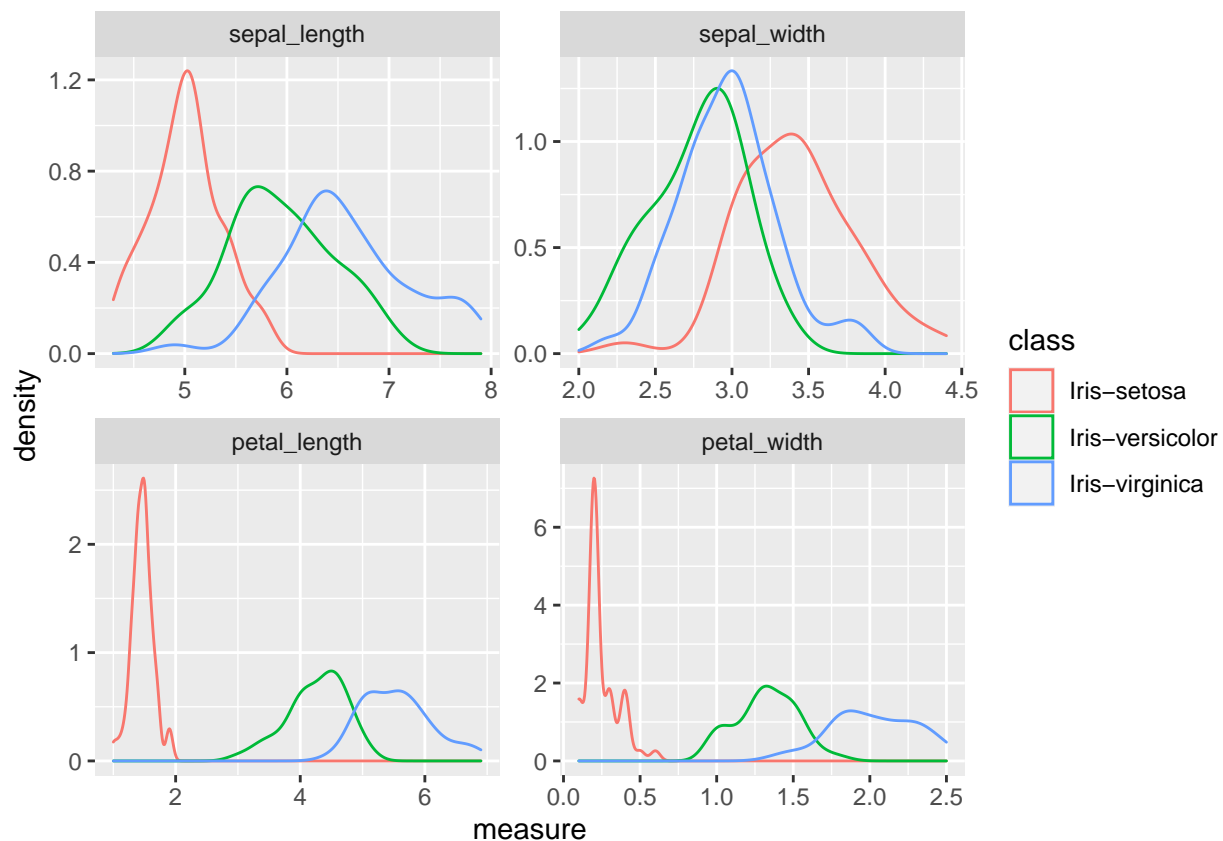 sepal_length
sepal_width
1.2
0.8
0.4
0.0
1.0
0.5
0.0
5 6 7 8
2.0 2.5 3.0 3.5 4.0 4.5
density
petal_length
petal_width
2
1
0
6
4
2
0
2 4 6
0.0 0.5 1.0 1.5 2.0 2.5
measure
class
Iris−setosa
Iris−versicolor
Iris−virginica